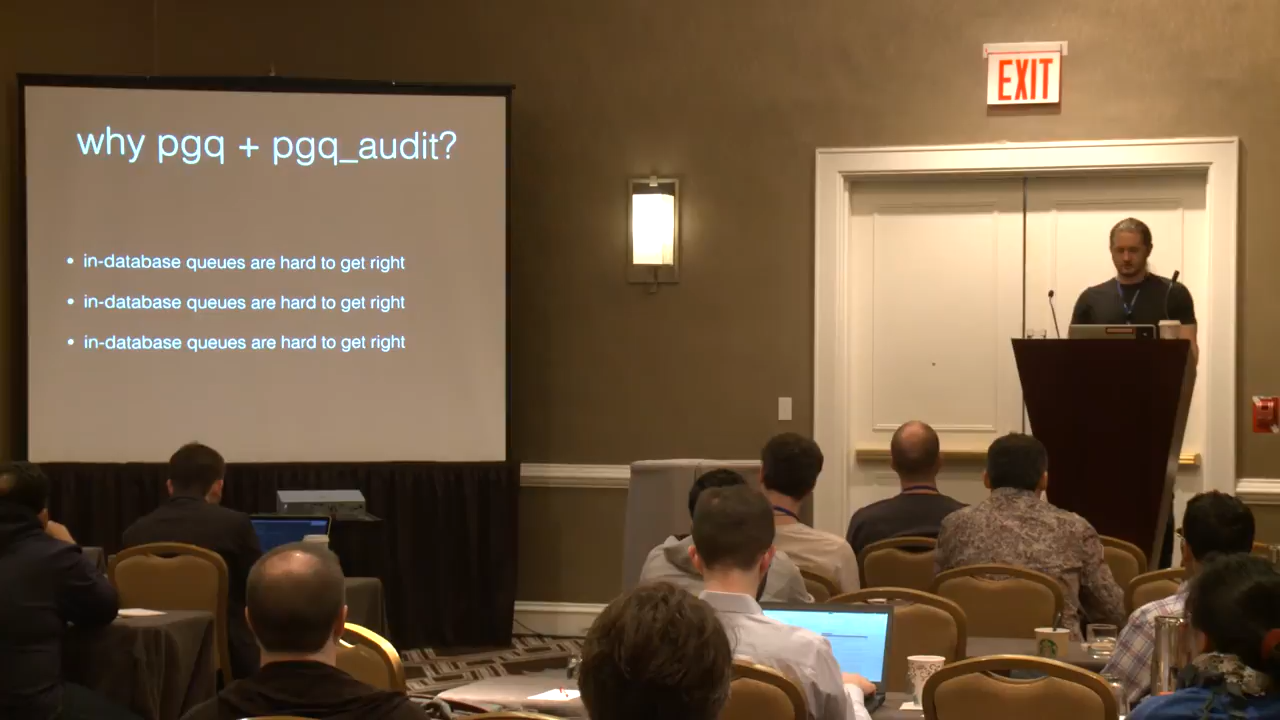 why pgq + pgq_audit?
• in-database queues are hard to get right
• in-database queues are hard to get right
• in-database queues are hard to get right
EXIT